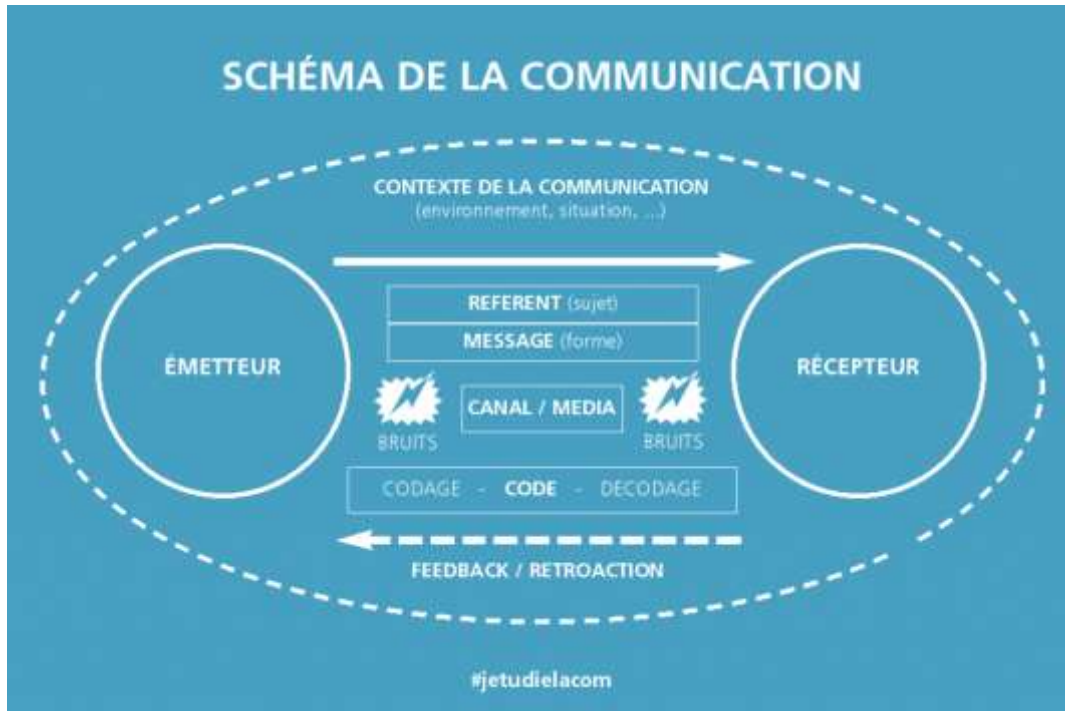 SCHÉMA DE LA COMMUNICATION
CONTEXTE DE LA COMMUNICATION
(environnement, situation, ...)
REFERENT (sujet)
MESSAGE (forme)
ÉMETTEUR
RÉCEPTEUR
CANAL / MEDIA
BRUITS
BRUITS
CODAGE - CODE - DECODAGE
FEEDBACK / RETROACTION
#jetudielacom